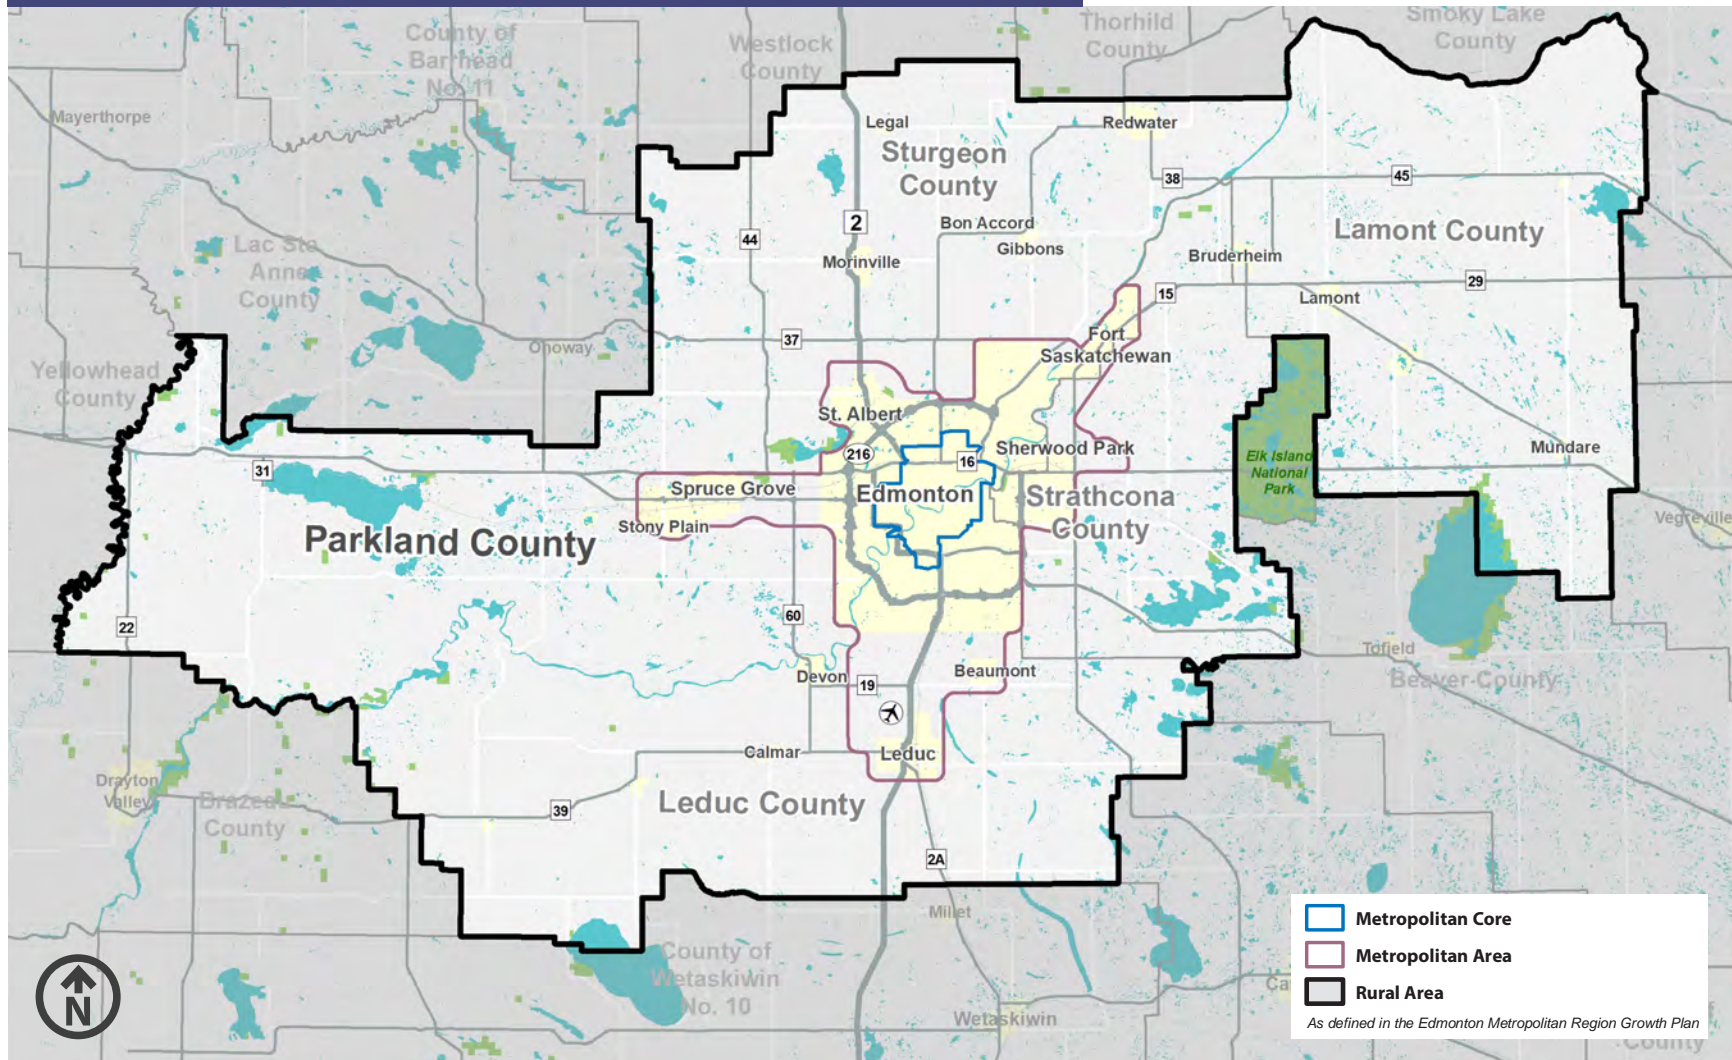 County of
Barrhead
No. 11
Westlock
County
Thorhild
County
Smoky Lake
County
Mayerthorpe
Legal
Redwater
Sturgeon
County
38
45
2
44
Bon Accord
Gibbons
Lamont County
Lac Ste.
Anne
County
Morinville
Bruderheim
15
29
Lamont
Onoway
37
Fort
Saskatchewan
Yellowhead
County
St. Albert
216
16
Sherwood Park
Mundare
Elk Island
National
Park
31
Spruce Grove
Edmonton
Strathcona
County
Stony Plain
Vegreville
Parkland County
22
60
Tofield
Devon
19
Beaumont
Beaver County
Calmar
Leduc
Drayton
Valley
Brazeau
County
39
Leduc County
2A
Millet
County of
Wetaskiwin
No. 10
Wetaskiwin
Ca
N
Metropolitan Core
Metropolitan Area
Rural Area
As defined in the Edmonton Metropolitan Region Growth Plan
County